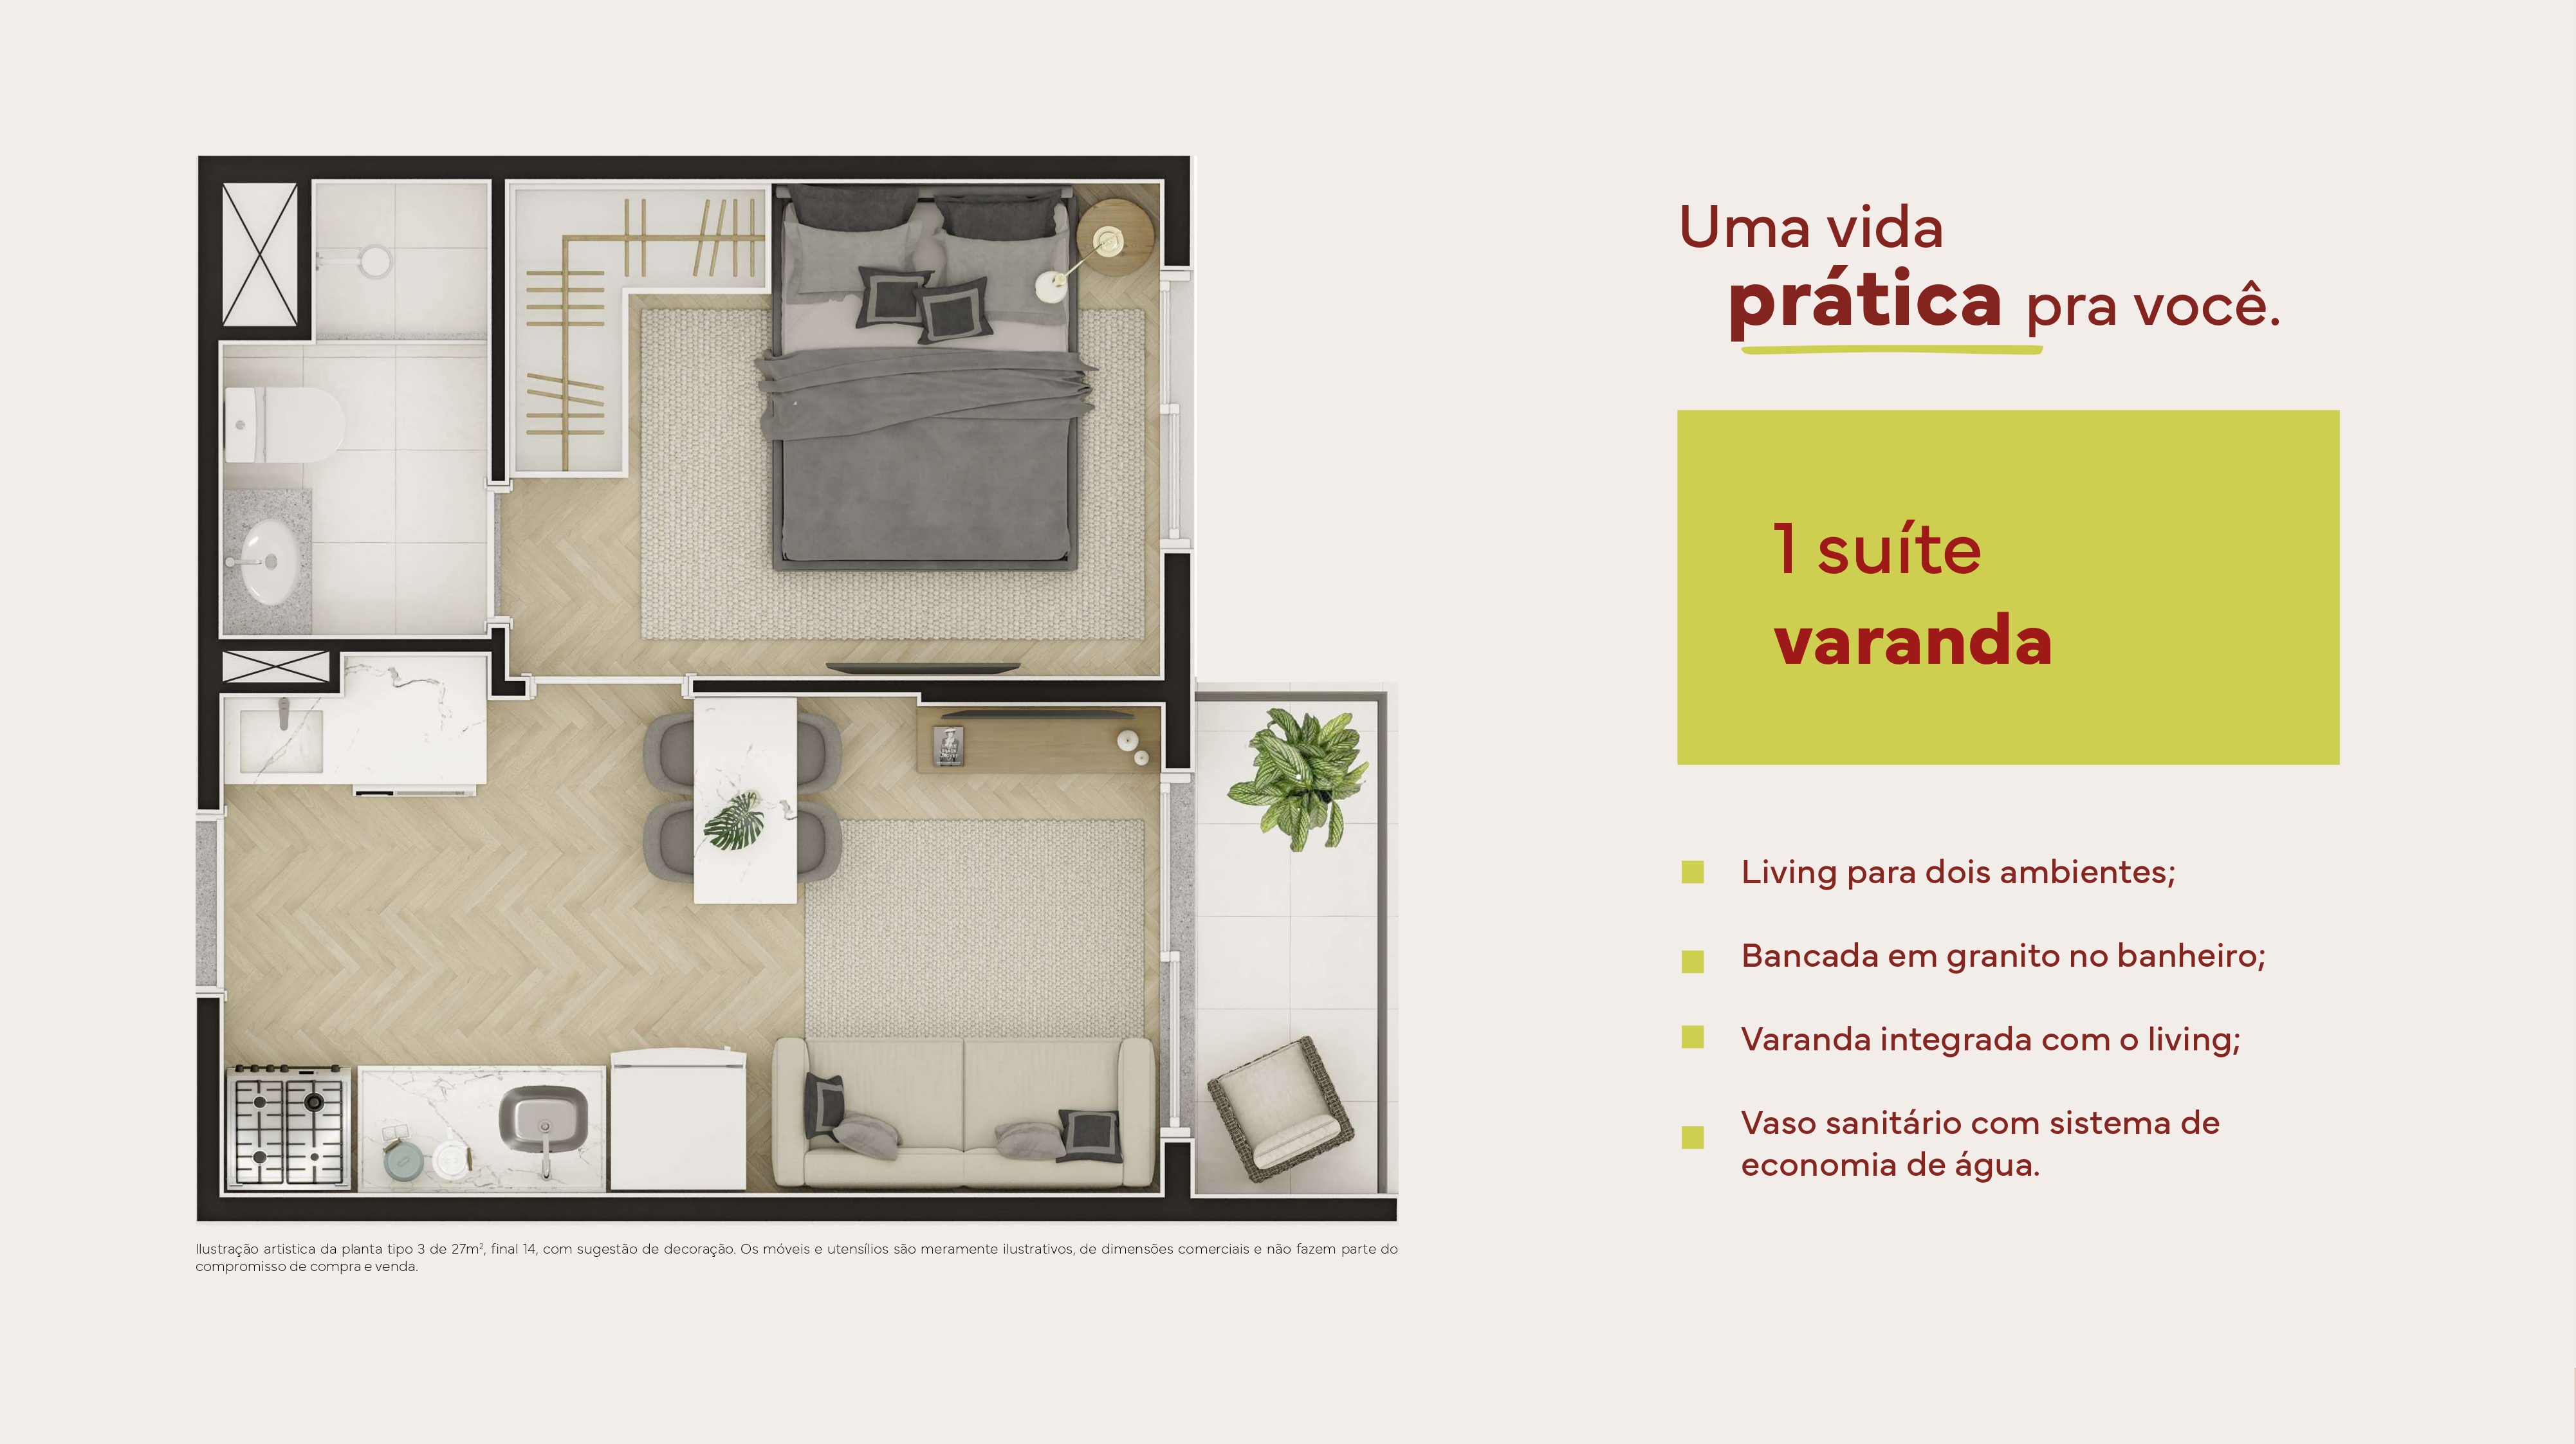 Uma vida
prática pra você.
1 suíte
varanda
Living para dois ambientes;
Bancada em granito no banheiro;
Varanda integrada com o living;
Vaso sanitário com sistema de
economia de água.
Ilustração artistica da planta tipo 3 de 27m², final 14, com sugestão de decoração. Os móveis e utensílios são meramente ilustrativos, de dimensões comerciais e não fazem parte do
compromisso de compra e venda.